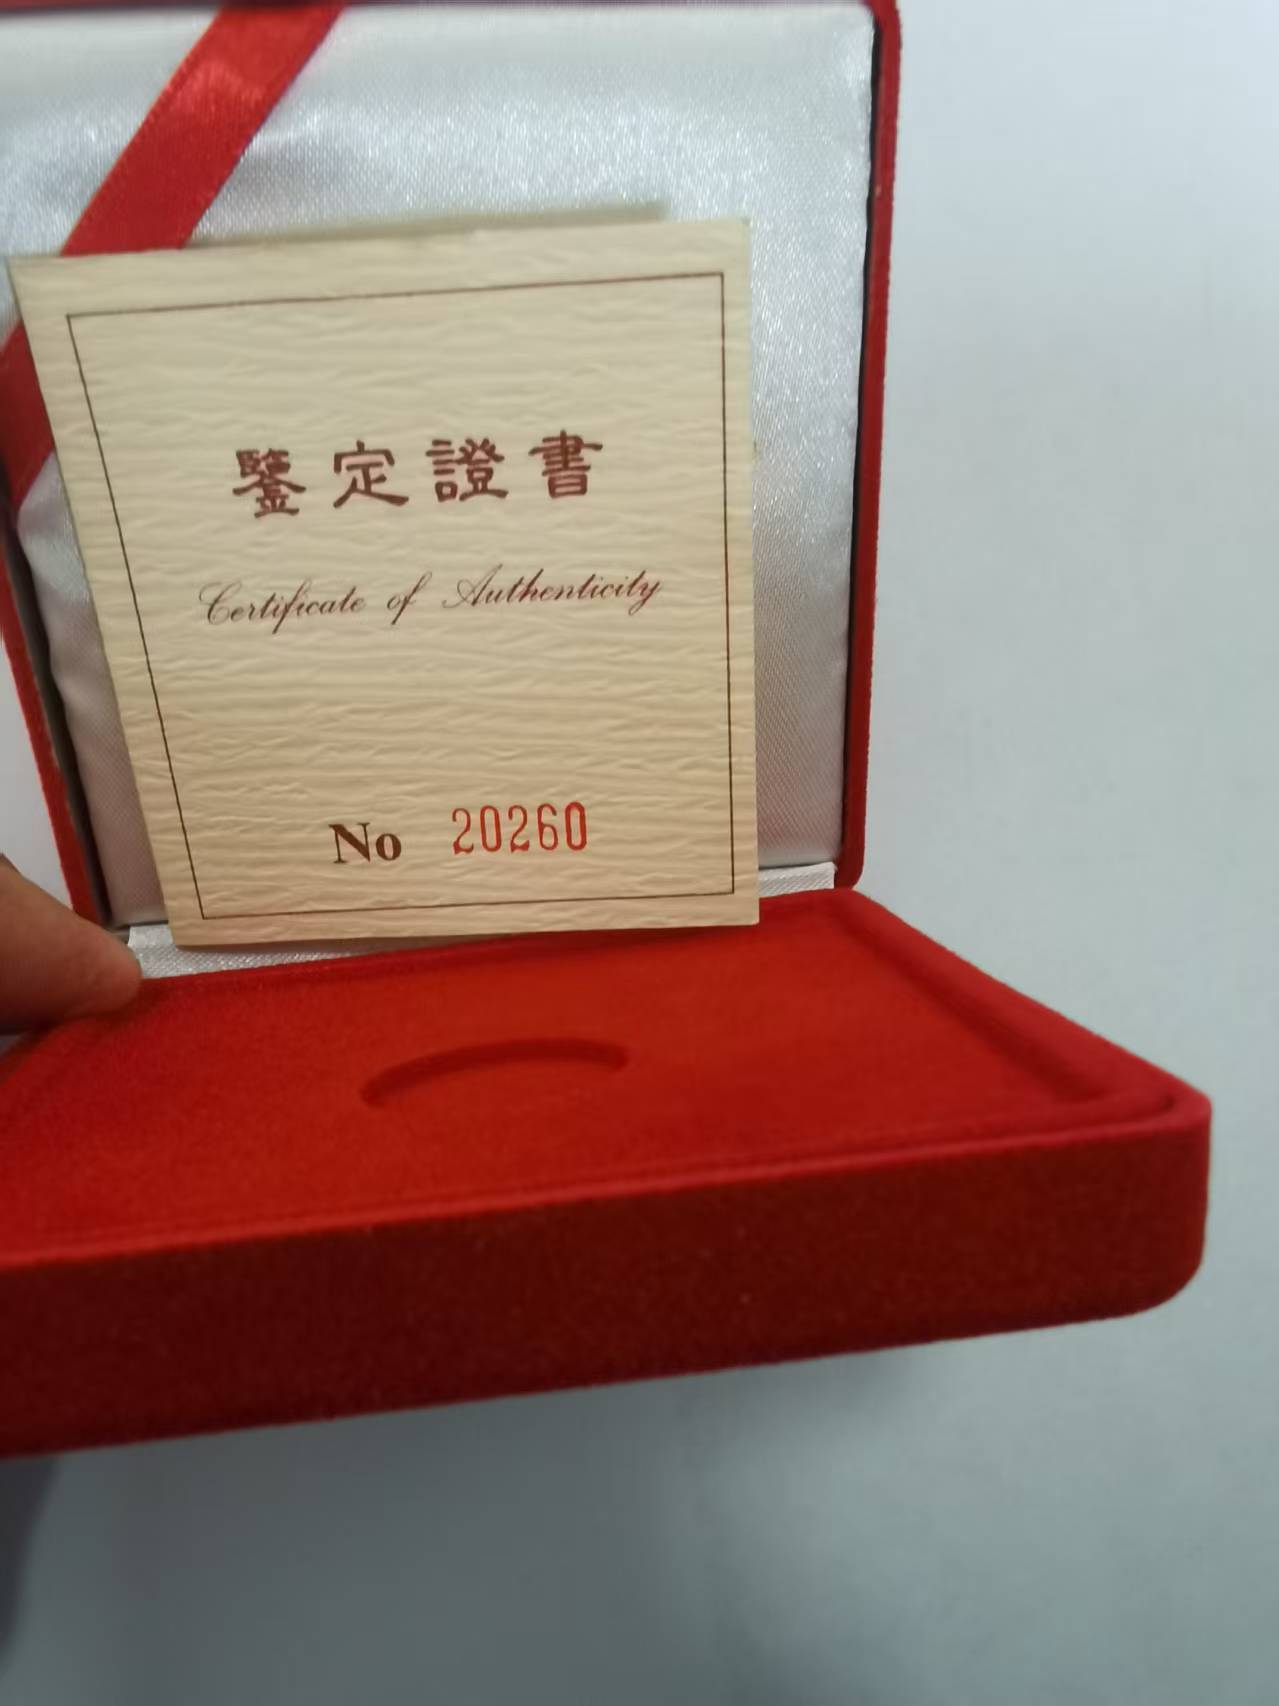 鑒定證書
Certificate of Authenticity
No 20260